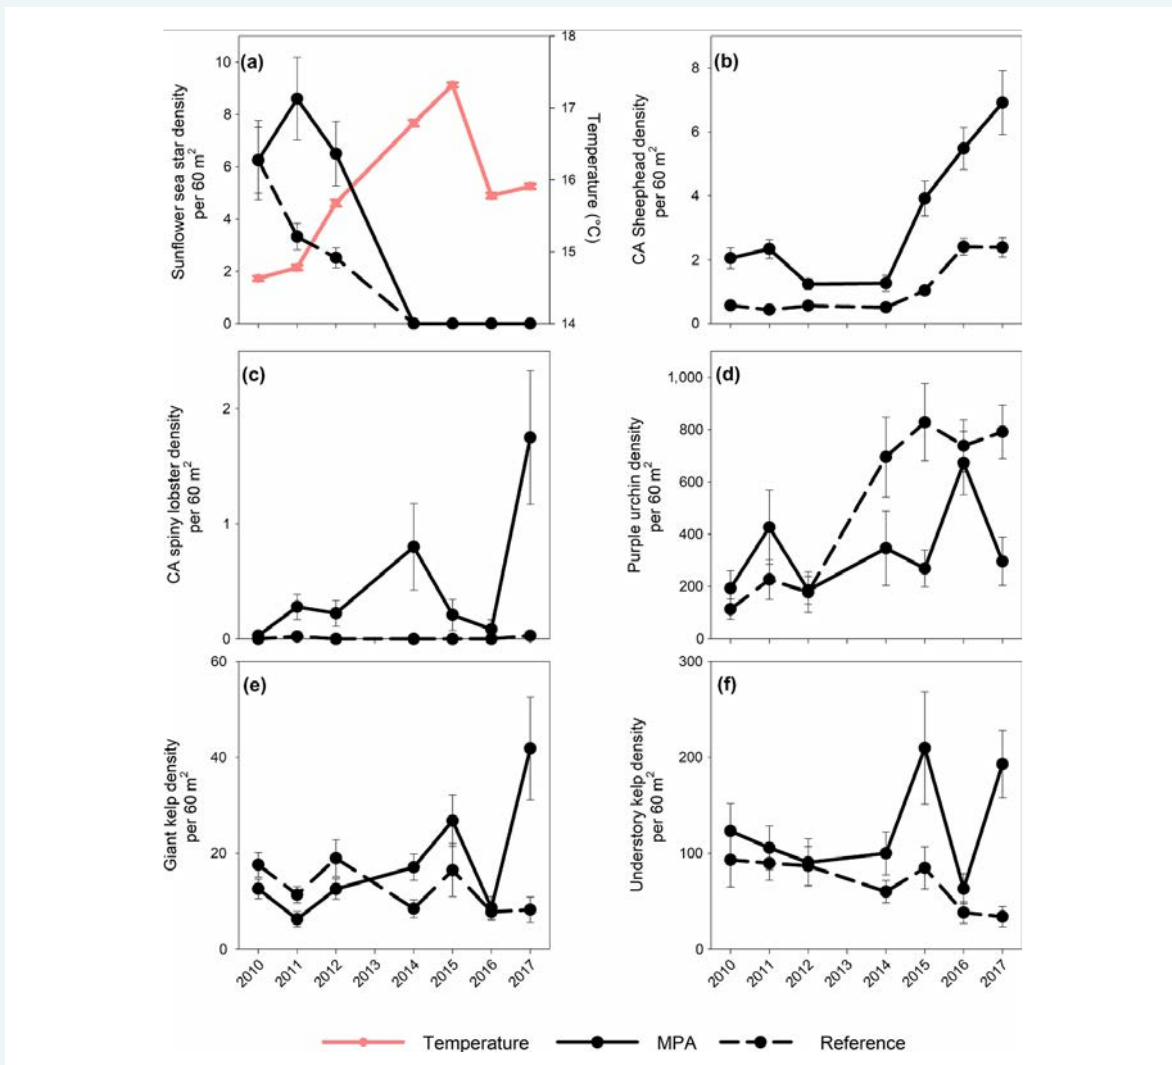 (a)
Sunflower sea star density
per 60 m²
10
8
6
4
2
0
18
17
16
15
14
Temperature (°C)
(b)
CA Sheephead density
per 60 m²
8
6
4
2
0
(c)
CA spiny lobster density
per 60 m²
2
1
0
(d)
Purple urchin density
per 60 m²
1,000
800
600
400
200
0
(e)
Giant kelp density
per 60 m²
60
40
20
0
2010
2011
2012
2013
2014
2015
2016
2017
(f)
Understory kelp density
per 60 m²
300
200
100
0
2010
2011
2012
2013
2014
2015
2016
2017
Temperature MPA Reference